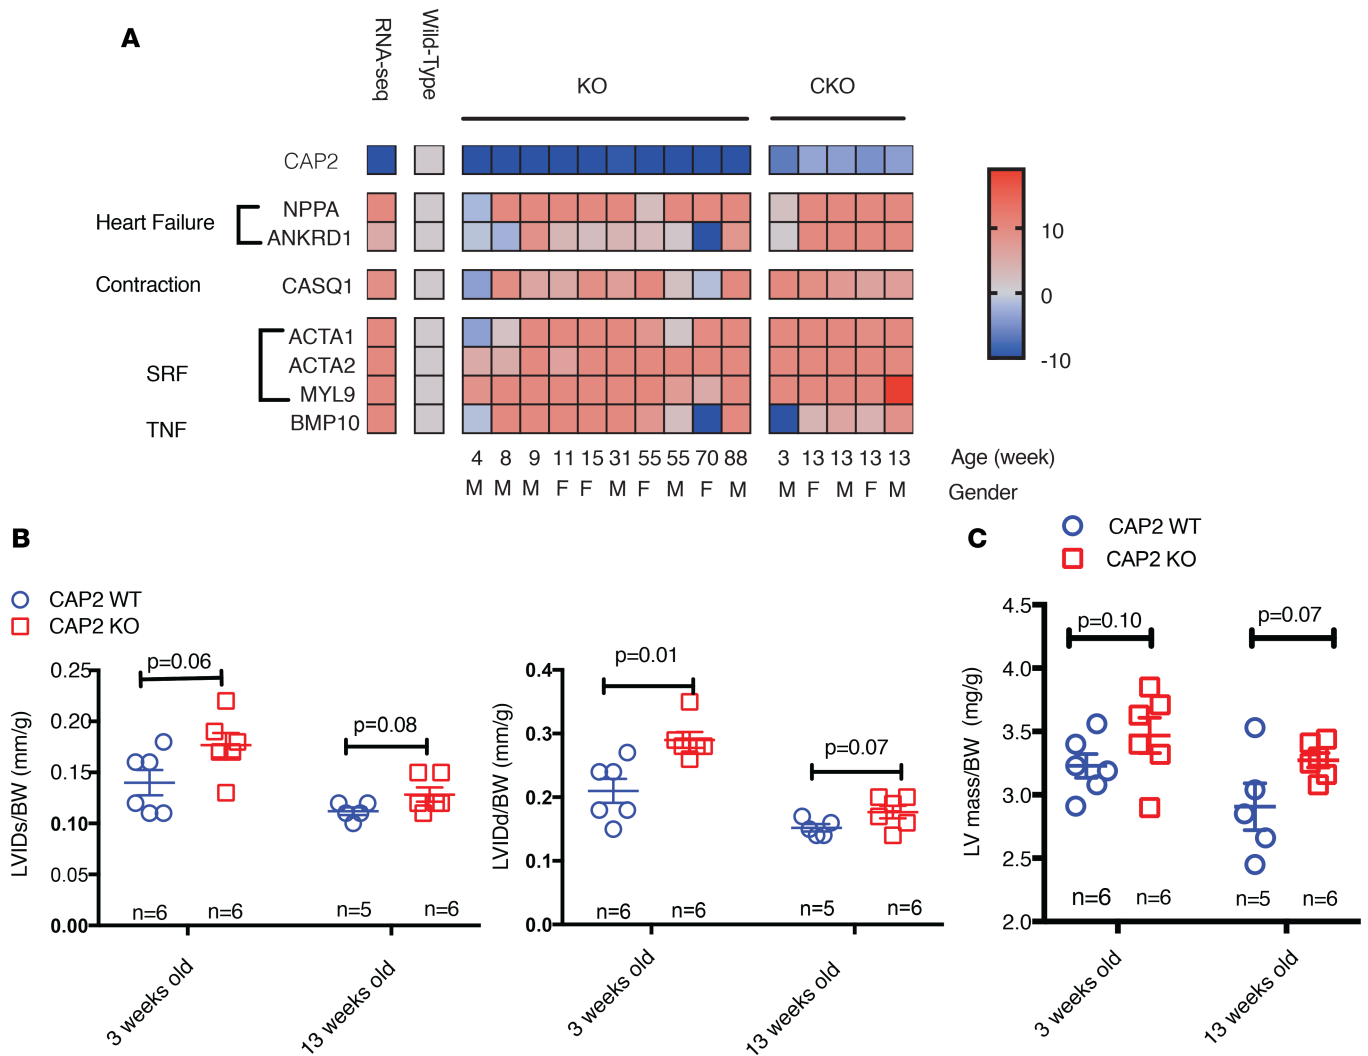 A
RNA-seq
Wild-Type
KO
CKO
CAP2
Heart Failure
NPPA
ANKRD1
Contraction
CASQ1
SRF
ACTA1
ACTA2
MYL9
TNF
BMP10
10
0
-10
4 8 9 11 15 31 55 55 70 88 3 13 13 13 13 Age (week)
M M M F F M F M F M M F M F M Gender
B
CAP2 WT
CAP2 KO
LVIDs/BW (mm/g)
0.25
0.20
0.15
0.10
0.05
0.00
p=0.06
p=0.08
n=6 n=6 n=5 n=6
3 weeks old
13 weeks old
LVIDd/BW (mm/g)
0.4
0.3
0.2
0.1
0.0
p=0.01
p=0.07
n=6 n=6 n=5 n=6
3 weeks old
13 weeks old
C
CAP2 WT
CAP2 KO
LV mass/BW (mg/g)
4.5
4.0
3.5
3.0
2.5
2.0
p=0.10
p=0.07
n=6 n=6 n=5 n=6
3 weeks old
13 weeks old